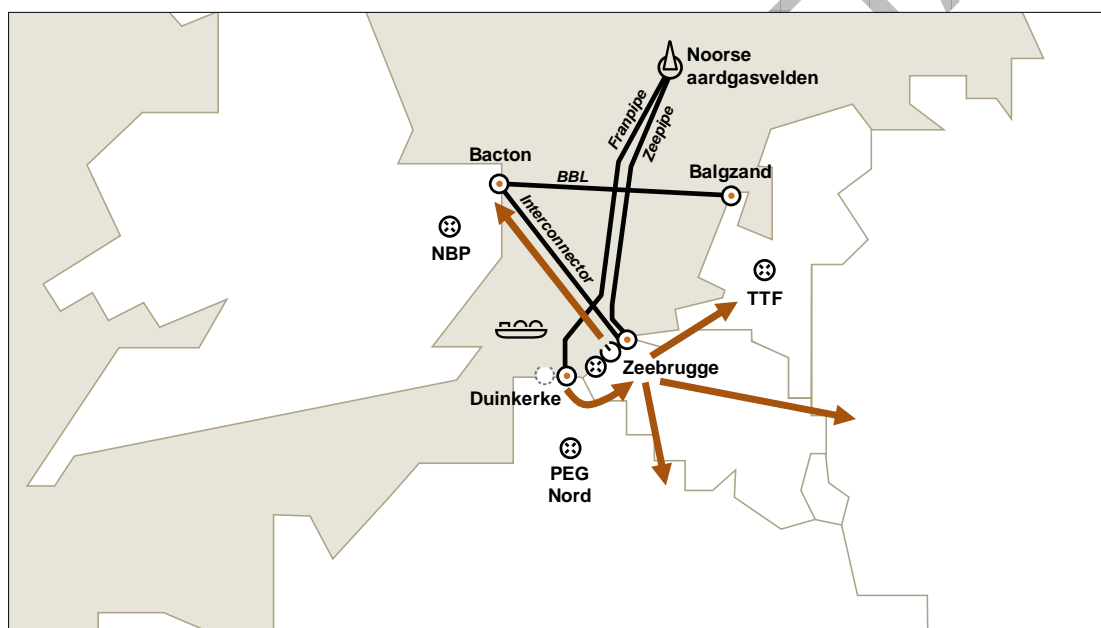 Noorse
aardgasvelden
Franpipe
Zeepipe
Bacton
BBL
Balgzand
Interconnector
NBP
TTF
Zeebrugge
Duinkerke
PEG
Nord